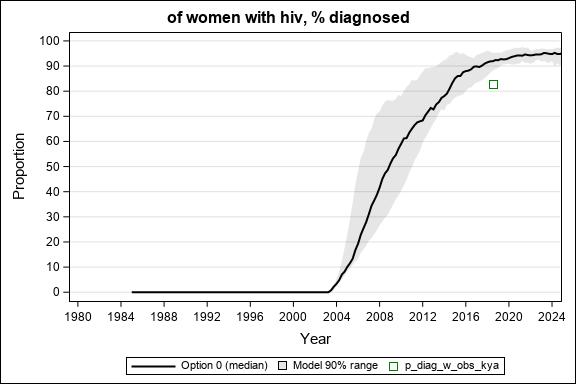 of women with hiv, % diagnosed
Proportion
100
90
80
70
60
50
40
30
20
10
0
1980 1984 1988 1992 1996 2000 2004 2008 2012 2016 2020 2024
Year
Option 0 (median) Model 90% range p_diag_w_obs_kya